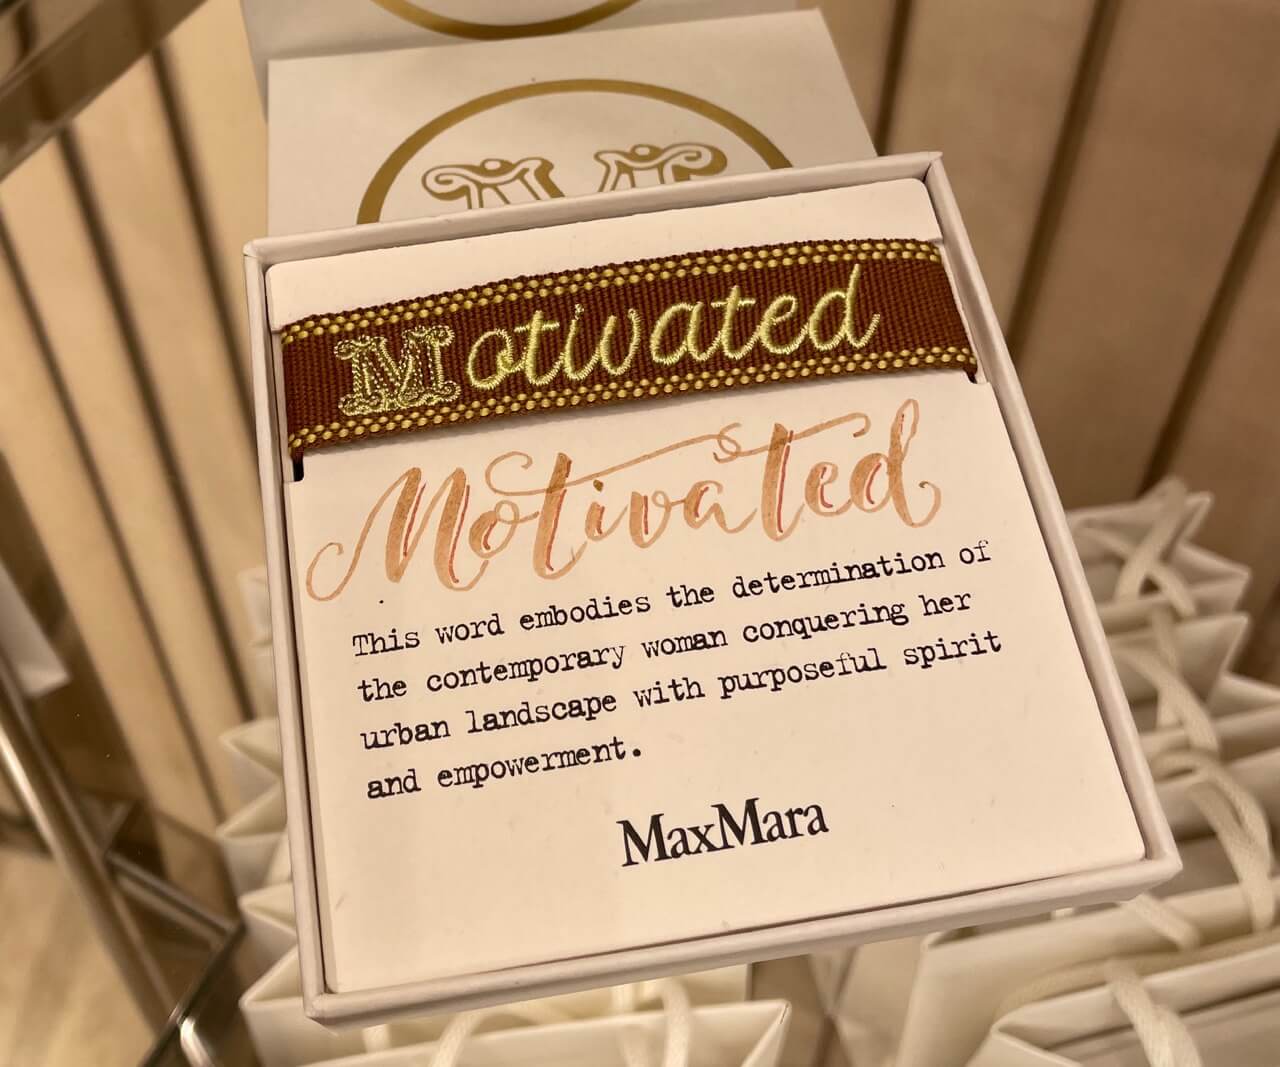 Motivated
Motivated
This word embodies the determination of
the contemporary woman conquering her
urban landscape with purposeful spirit
and empowerment.
MaxMara